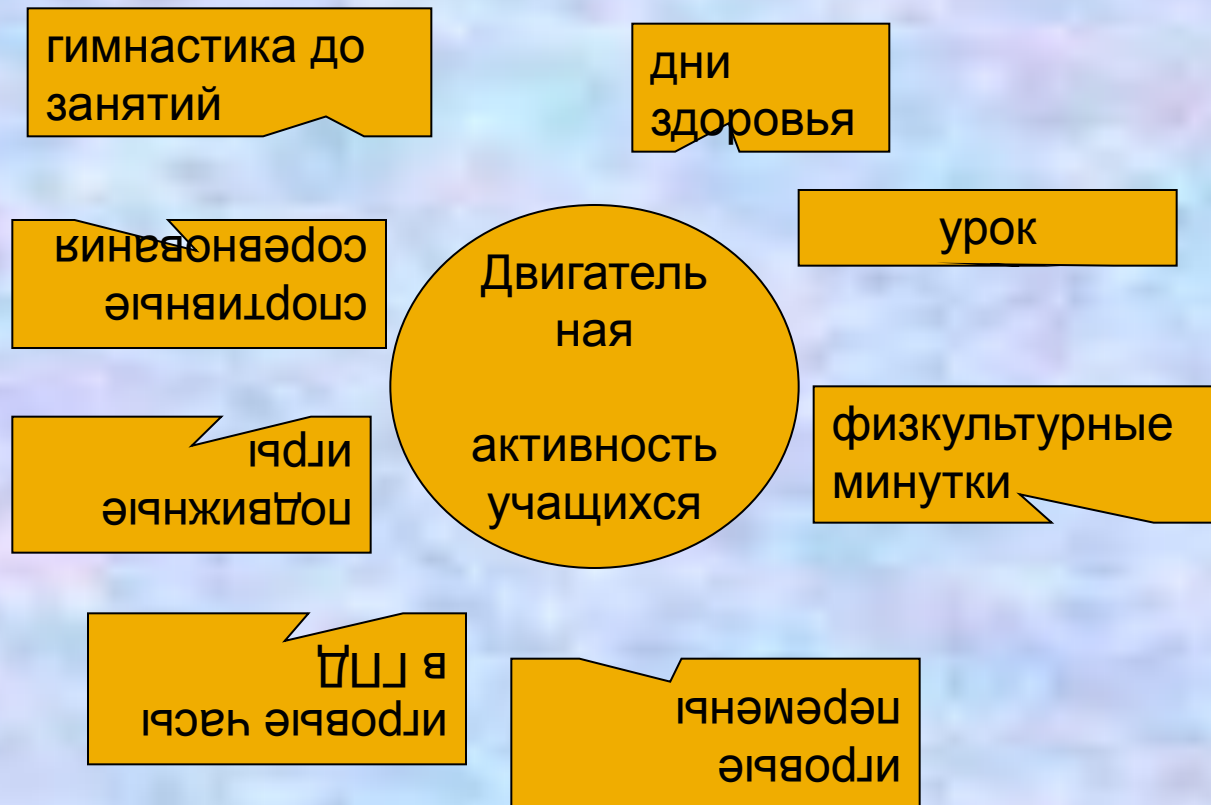 гимнастика до
занятий
дни
здоровья
урок
спортивные
соревнования
Двигатель
ная
активность
учащихся
физкультурные
минутки
подвижные
игры
игровые часы
в ГПД
игровые
перемены